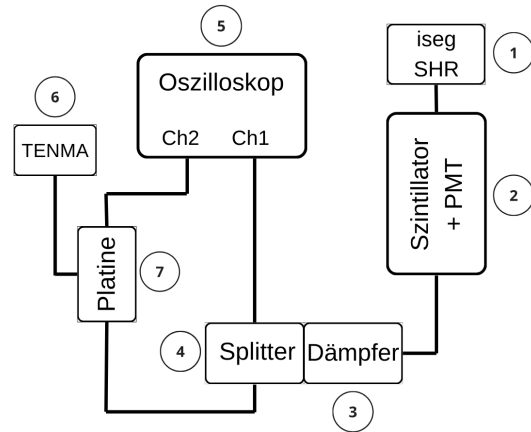 5
Oszilloskop
Ch2 Ch1
iseg
SHR
1
6
TENMA
Szintillator
+ PMT
2
Platine
7
4
Splitter
Dämpfer
3